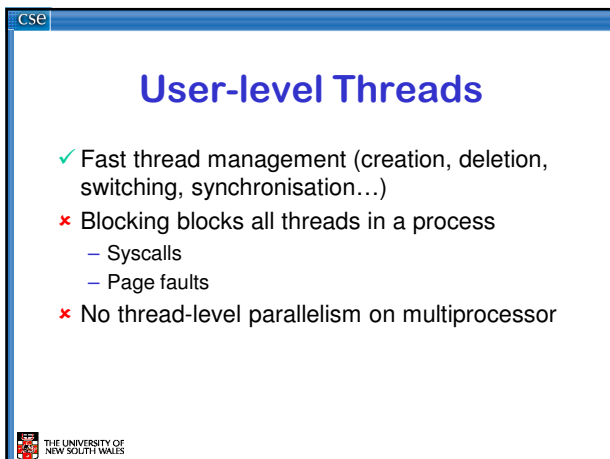 cse
User-level Threads
✓ Fast thread management (creation, deletion,
switching, synchronisation…)
× Blocking blocks all threads in a process
– Syscalls
– Page faults
× No thread-level parallelism on multiprocessor
THE UNIVERSITY OF
NEW SOUTH WALES